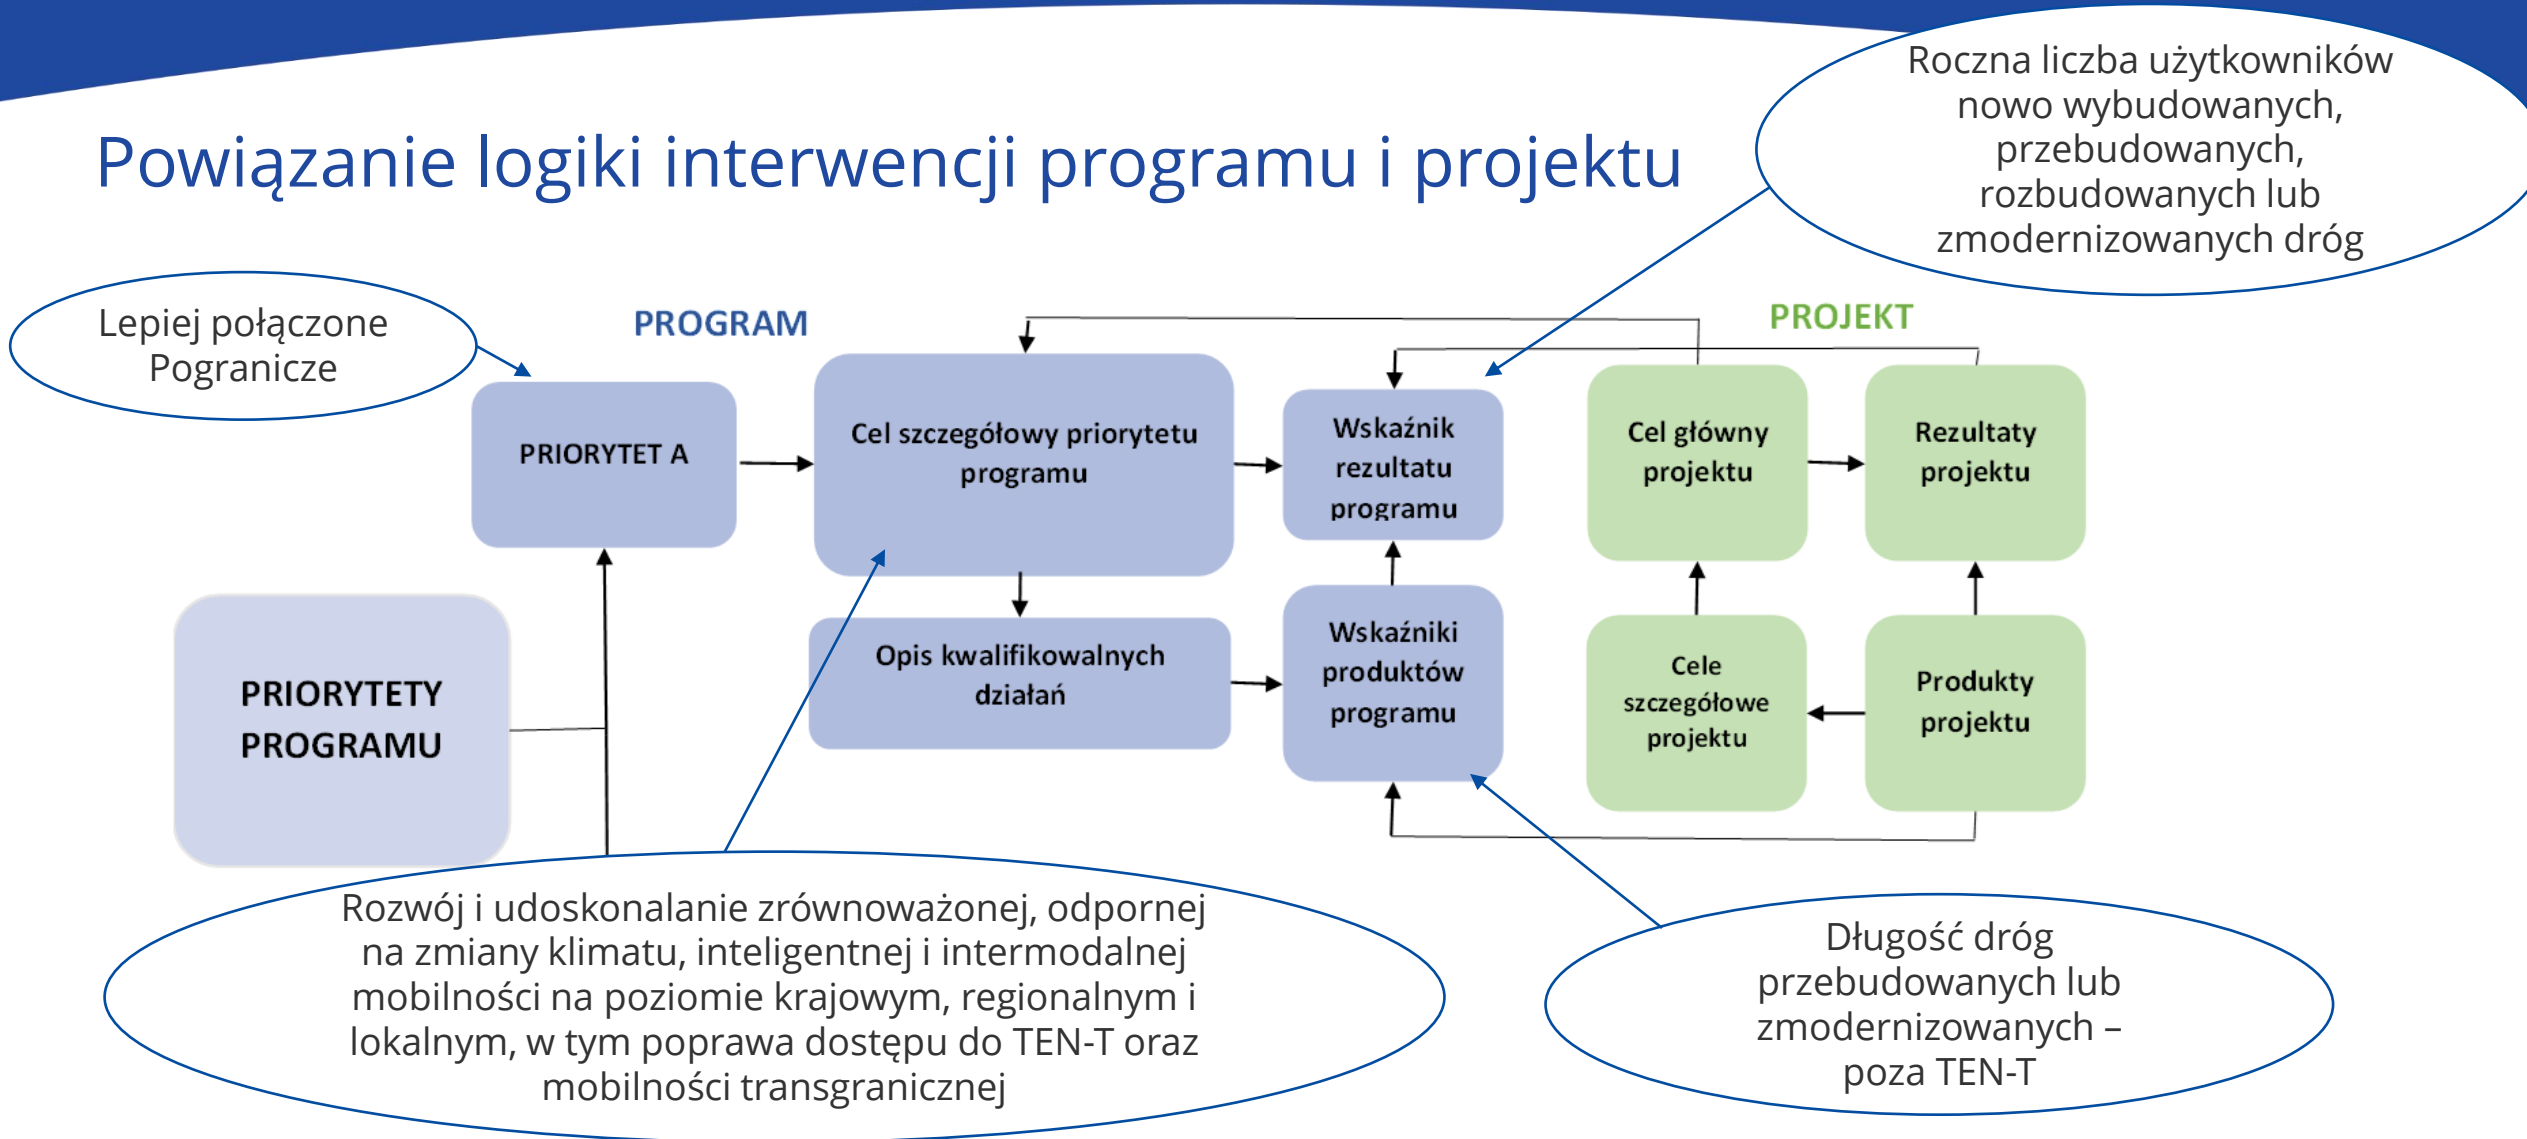 Roczna liczba użytkowników
nowo wybudowanych,
przebudowanych,
rozbudowanych lub
zmodernizowanych dróg
Powiązanie logiki interwencji programu i projektu
Lepiej połączone
Pogranicze
PROGRAM
PROJEKT
PRIORYTET A
Cel szczegółowy priorytetu
programu
Wskaźnik
rezultatu
programu
Cel główny
projektu
Rezultaty
projektu
PRIORYTETY
PROGRAMU
Opis kwalifikowalnych
działań
Wskaźniki
produktów
programu
Cele
szczegółowe
projektu
Produkty
projektu
Rozwój i udoskonalanie zrównoważonej, odpornej
na zmiany klimatu, inteligentnej i intermodalnej
mobilności na poziomie krajowym, regionalnym i
lokalnym, w tym poprawa dostępu do TEN-T oraz
mobilności transgranicznej
Długość dróg
przebudowanych lub
zmodernizowanych –
poza TEN-T